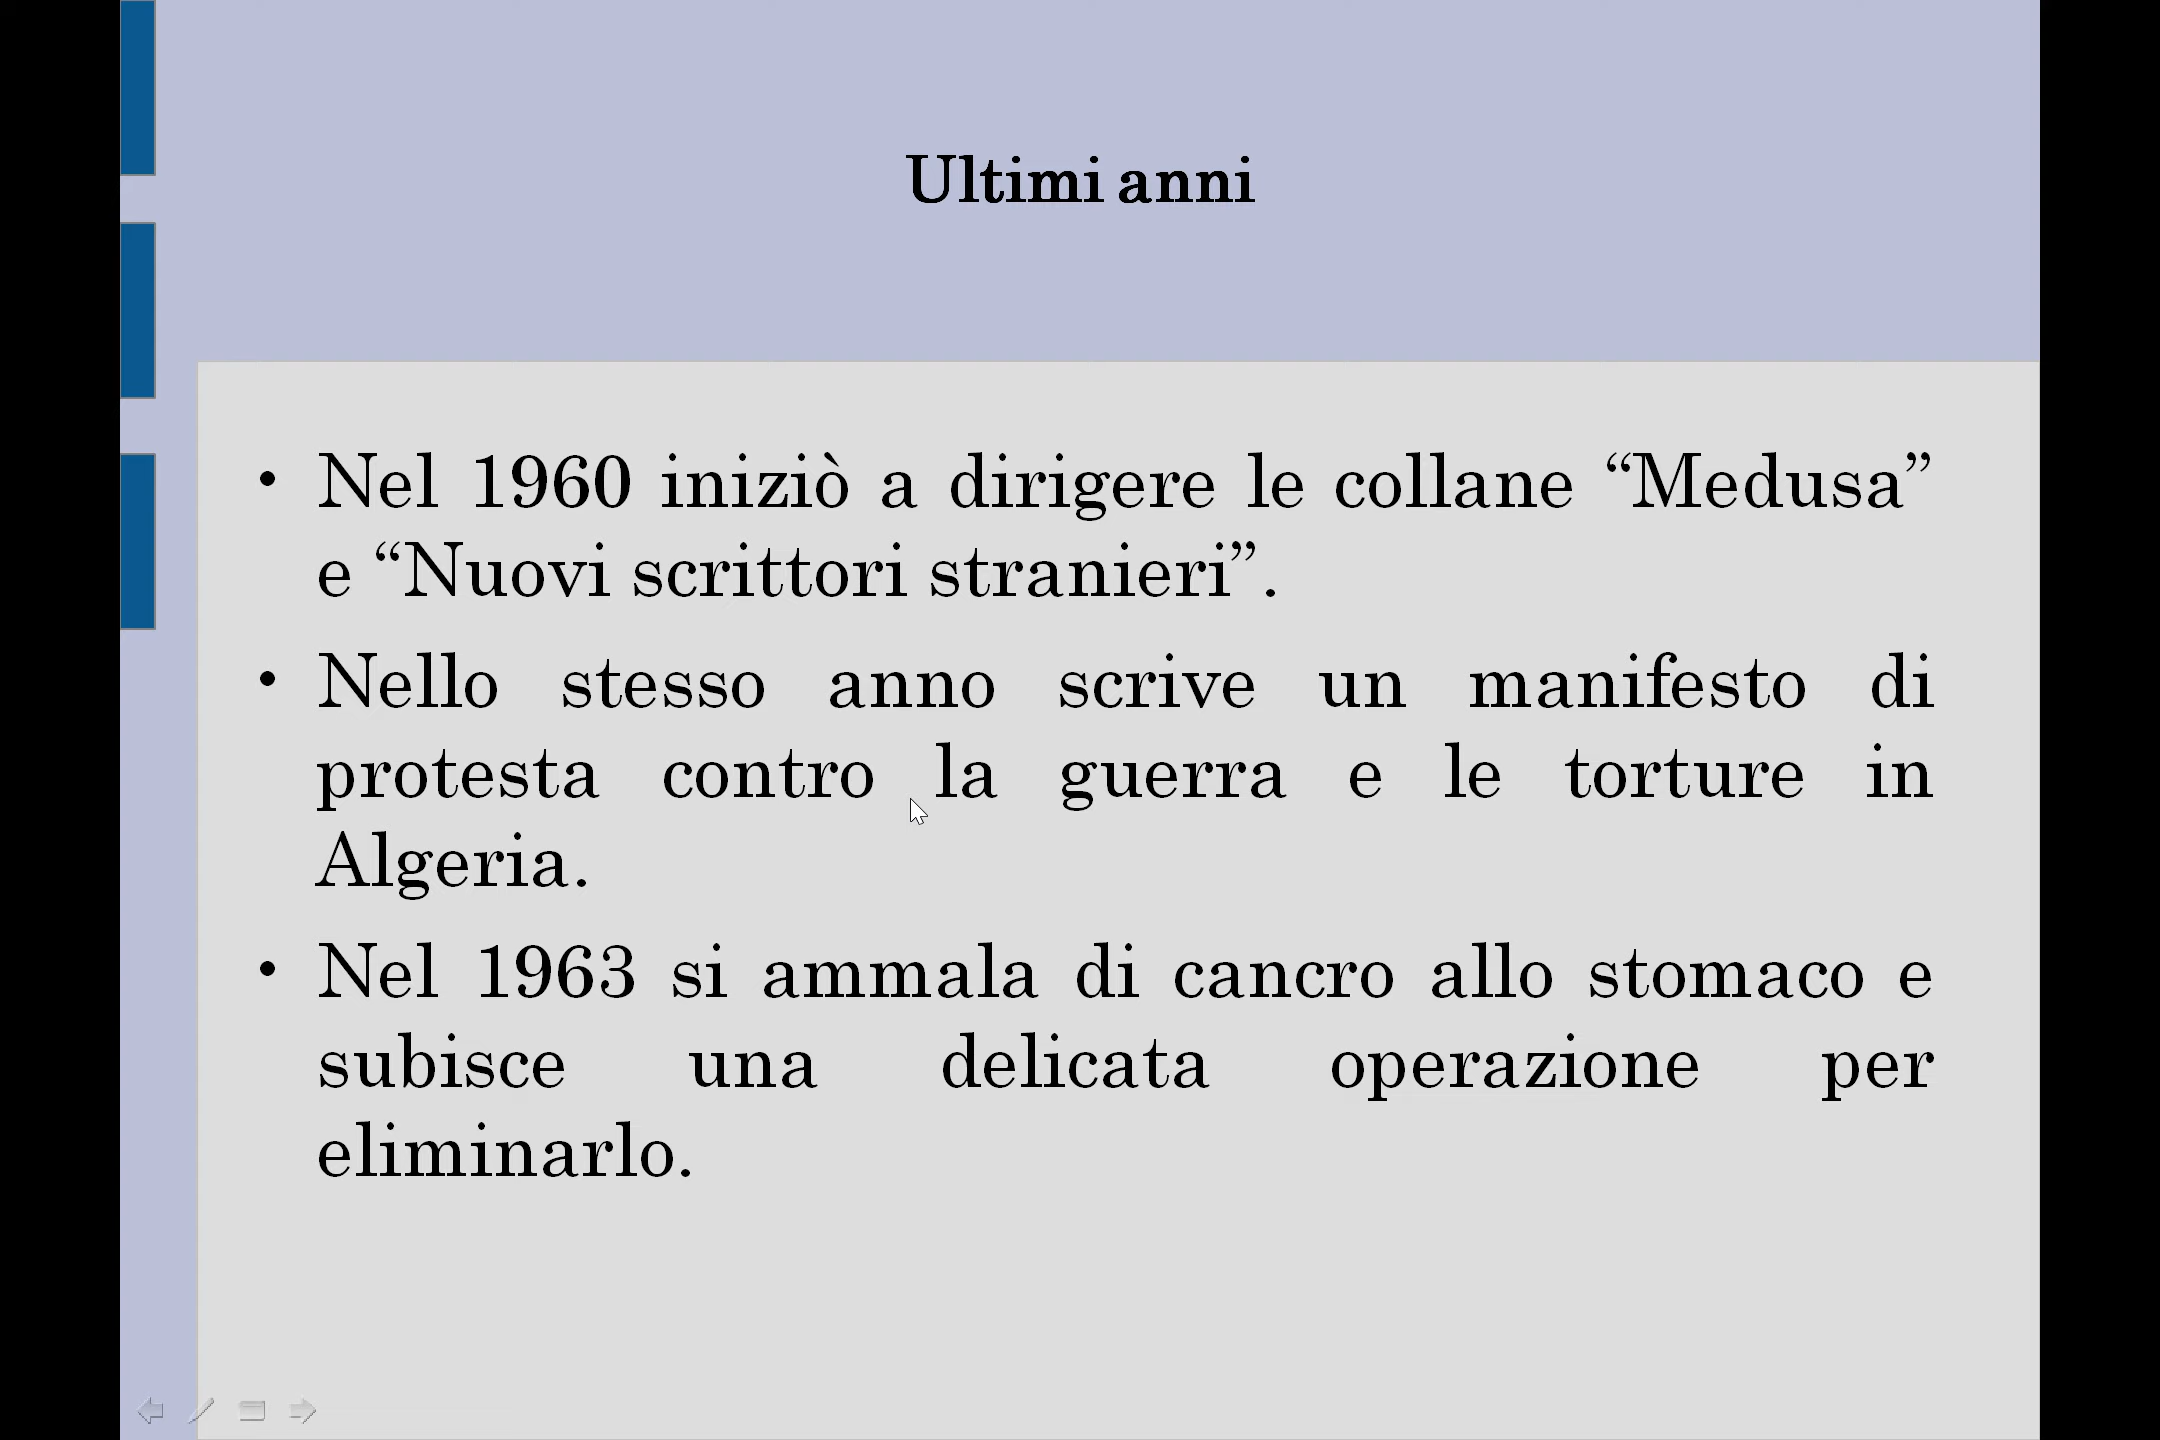 Ultimi anni
• Nel 1960 iniziò a dirigere le collane “Medusa”
e “Nuovi scrittori stranieri”.
• Nello stesso anno scrive un manifesto di
protesta contro la guerra e le torture in
Algeria.
• Nel 1963 si ammala di cancro allo stomaco e
subisce una delicata operazione per
eliminarlo.